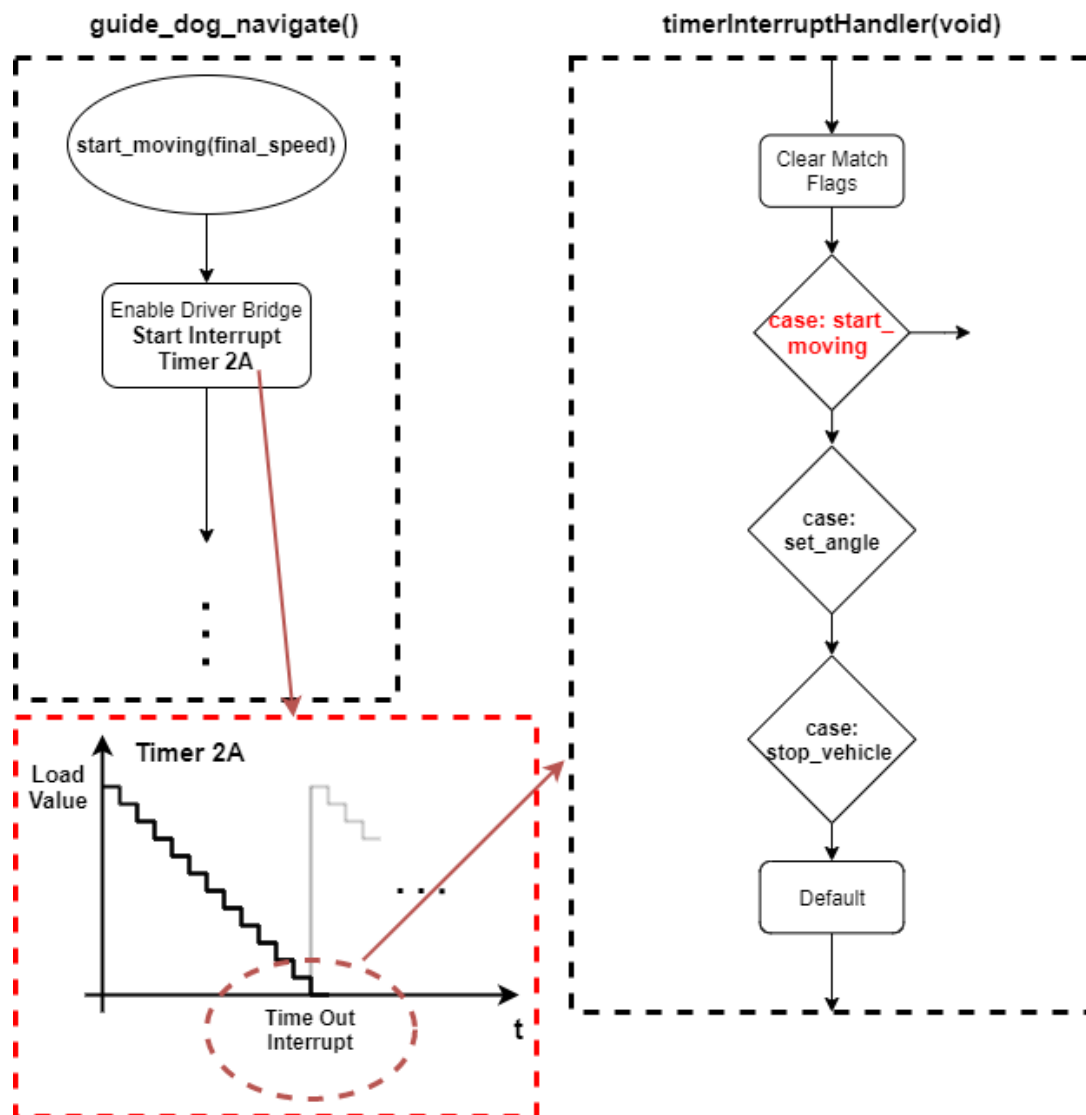 guide_dog_navigate()
start_moving(final_speed)
Enable Driver Bridge
Start Interrupt
Timer 2A
Timer 2A
Load
Value
Time Out
Interrupt
t
timerInterruptHandler(void)
Clear Match
Flags
case: start_
moving
case:
set_angle
case:
stop_vehicle
Default